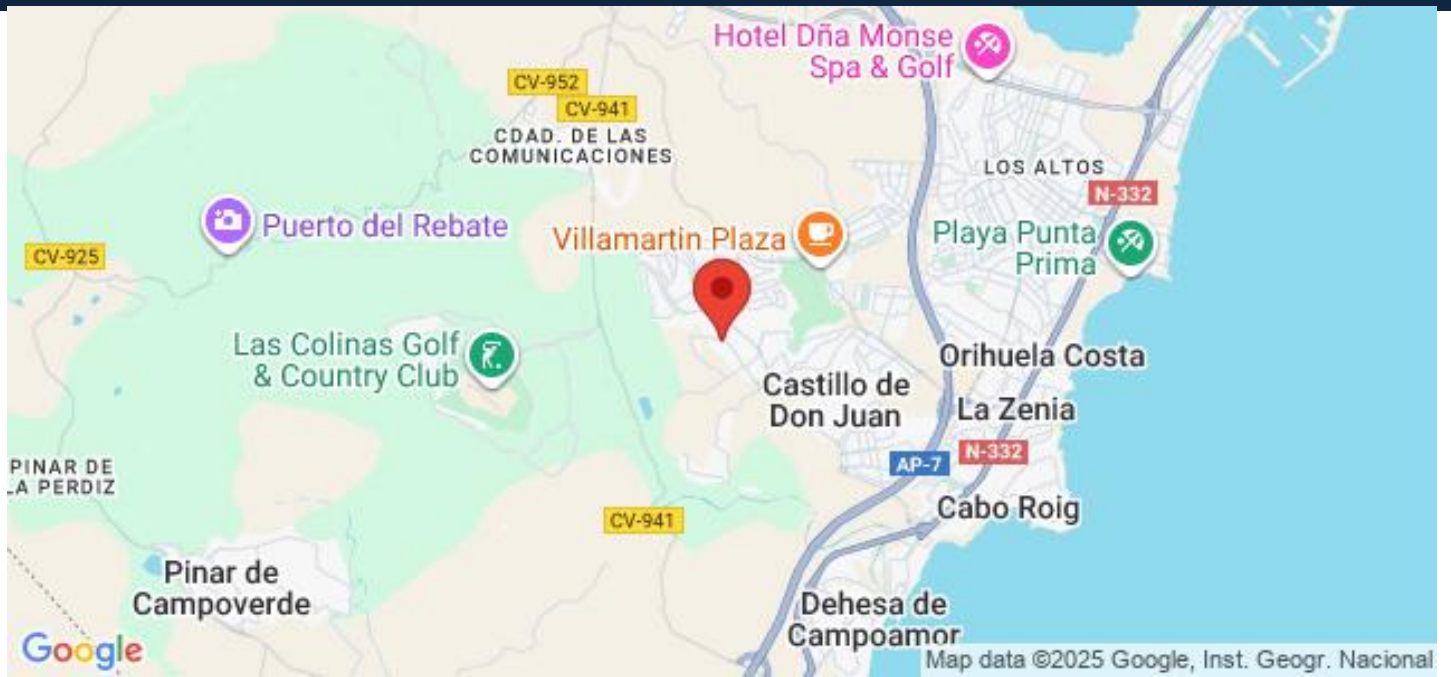 Hotel Dña Monse
Spa & Golf
CV-952
CV-941
CDAD. DE LAS
COMUNICACIONES
LOS ALTOS
N-332
Puerto del Rebate
Villamartin Plaza
Playa Punta
Prima
CV-925
Las Colinas Golf
& Country Club
Orihuela Costa
Castillo de
Don Juan
La Zenia
N-332
AP-7
PINAR DE
LA PERDIZ
Cabo Roig
CV-941
Pinar de
Campoverde
Dehesa de
Campoamor
Google
Map data ©2025 Google, Inst. Geogr. Nacional